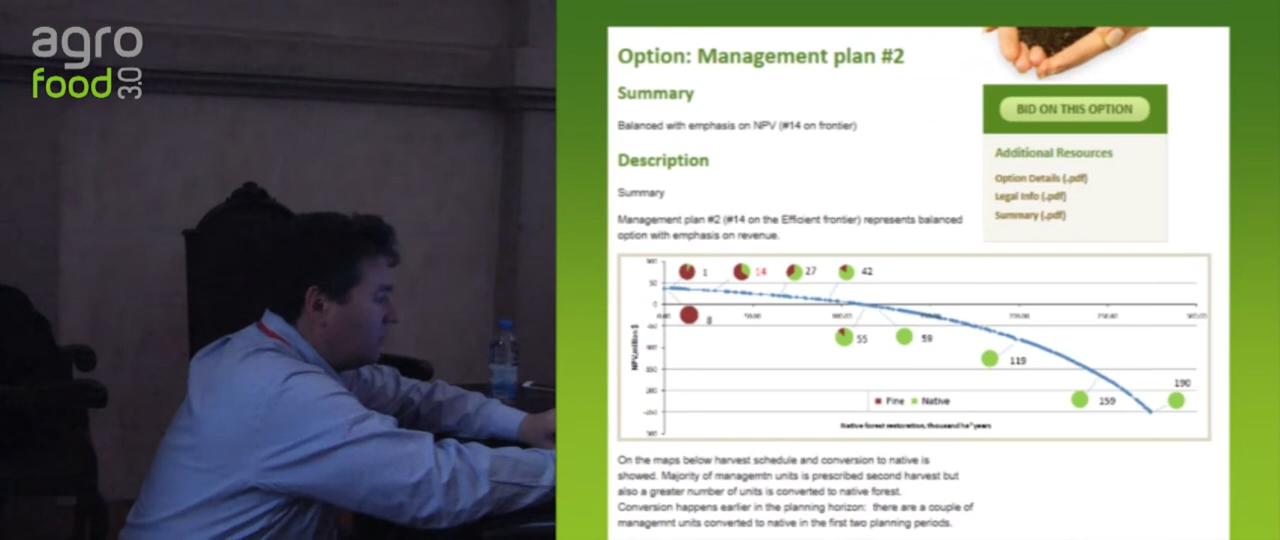 agro
food 3.0
Option: Management plan #2
Summary
Balanced with emphasis on NPV (#14 on frontier)
Description
Summary
Management plan #2 (#14 on the Efficient frontier) represents balanced
option with emphasis on revenue.
BID ON THIS OPTION
Additional Resources
Option Details (.pdf)
Legal Info (.pdf)
Summary (.pdf)
1
14
27
42
8
55
59
119
159
190
50
0
NPV, million $
Pine Native
Native forest restoration, thousand ha*years
On the maps below harvest schedule and conversion to native is
showed. Majority of managemtn units is prescribed second harvest but
also a greater number of units is converted to native forest.
Conversion happens earlier in the planning horizon: there are a couple of
managemnt units converted to native in the first two planning periods.